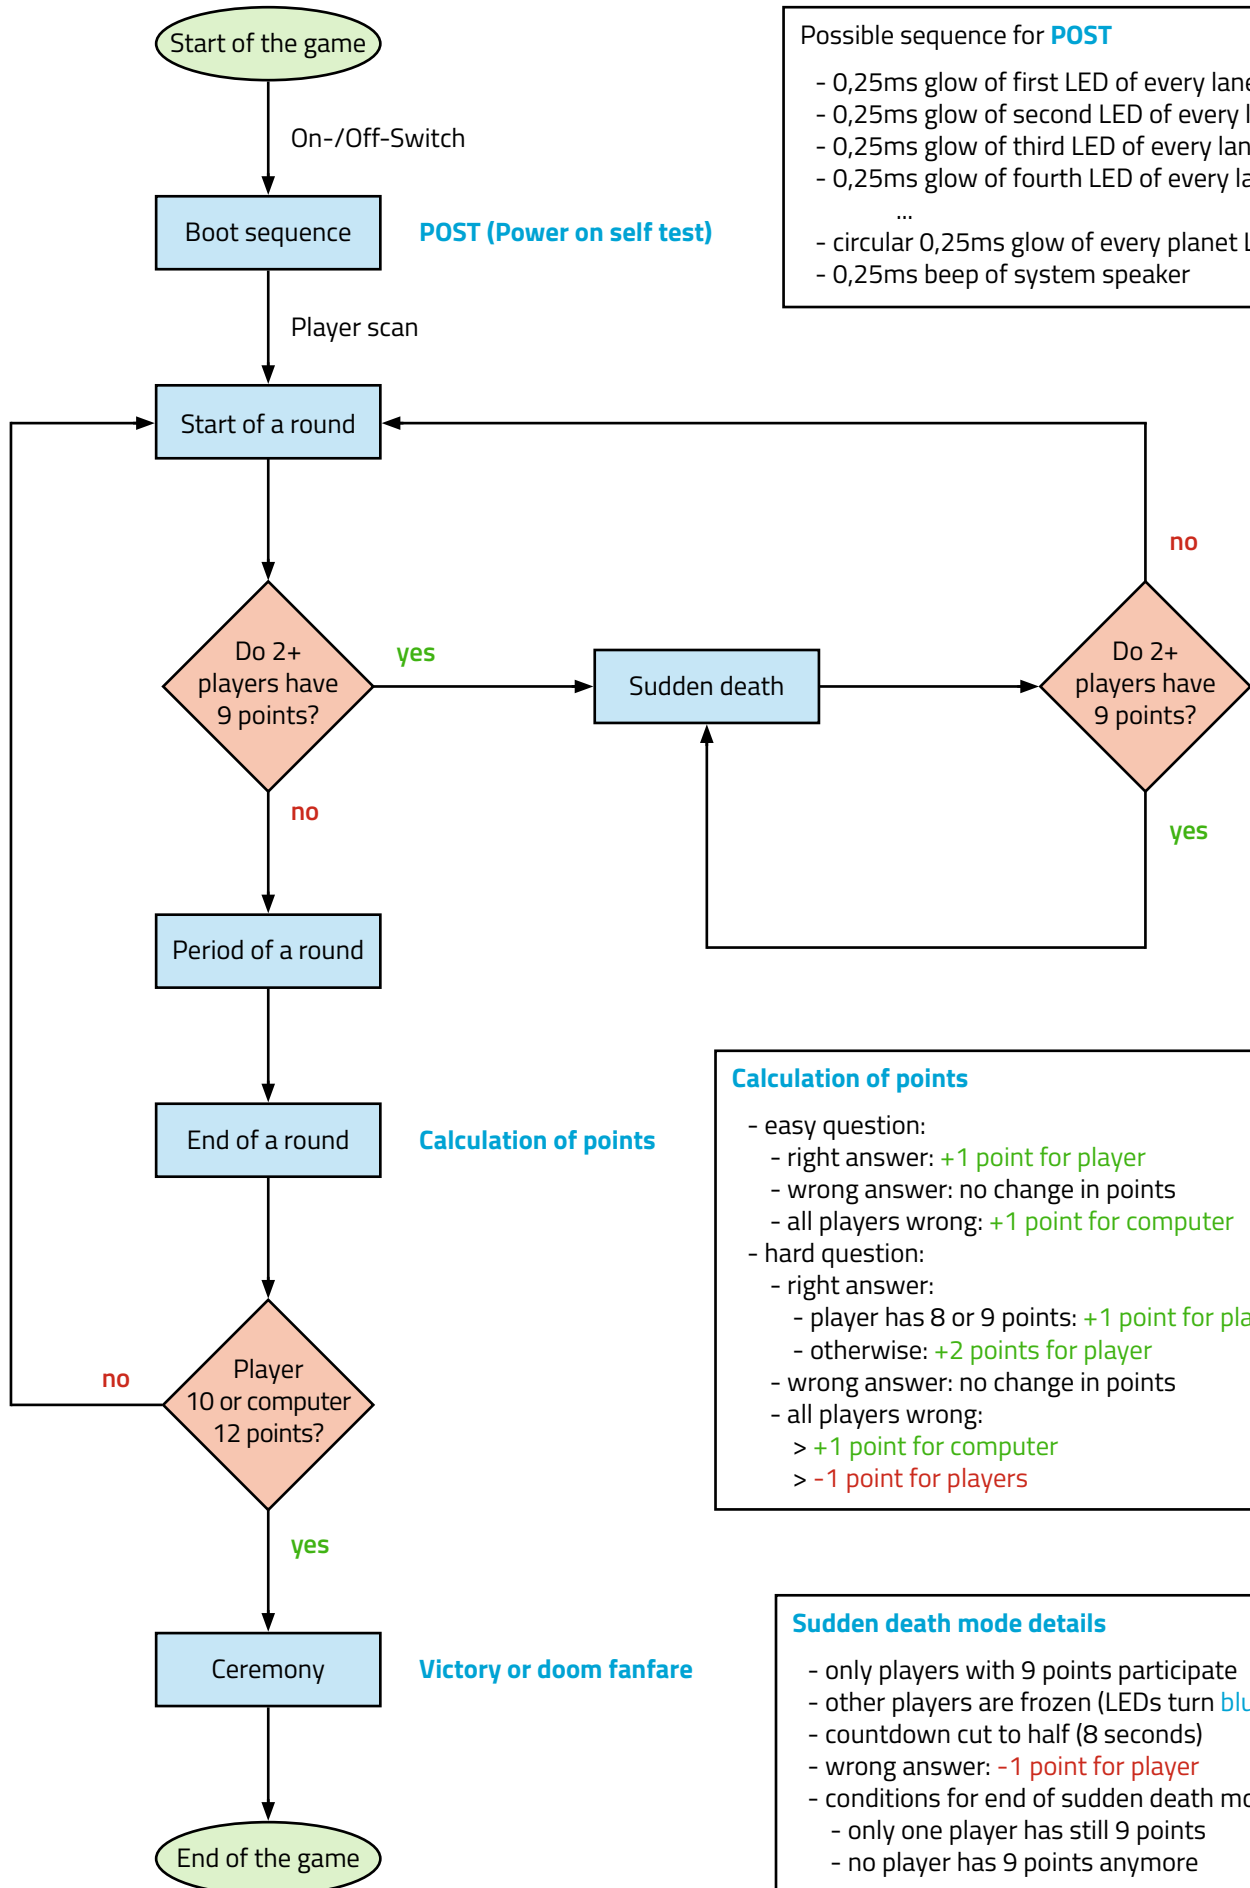 Start of the game
On-/Off-Switch
Boot sequence
POST (Power on self test)
Player scan
Start of a round
Do 2+
players have
9 points?
yes
no
Sudden death
Do 2+
players have
9 points?
no
yes
Period of a round
End of a round
Calculation of points
Player
10 or computer
12 points?
no
yes
Ceremony
Victory or doom fanfare
End of the game
Possible sequence for POST
- 0,25ms glow of first LED of every lane
- 0,25ms glow of second LED of every
- 0,25ms glow of third LED of every
- 0,25ms glow of fourth LED of every
...
- circular 0,25ms glow of every planet
- 0,25ms beep of system speaker
Calculation of points
- easy question:
- right answer: +1 point for player
- wrong answer: no change in points
- all players wrong: +1 point for computer
- hard question:
- right answer:
- player has 8 or 9 points: +1 point for
- otherwise: +2 points for player
- wrong answer: no change in points
- all players wrong:
> +1 point for computer
> -1 point for players
Sudden death mode details
- only players with 9 points participate
- other players are frozen (LEDs turn
- countdown cut to half (8 seconds)
- wrong answer: -1 point for player
- conditions for end of sudden death
- only one player has still 9 points
- no player has 9 points anymore